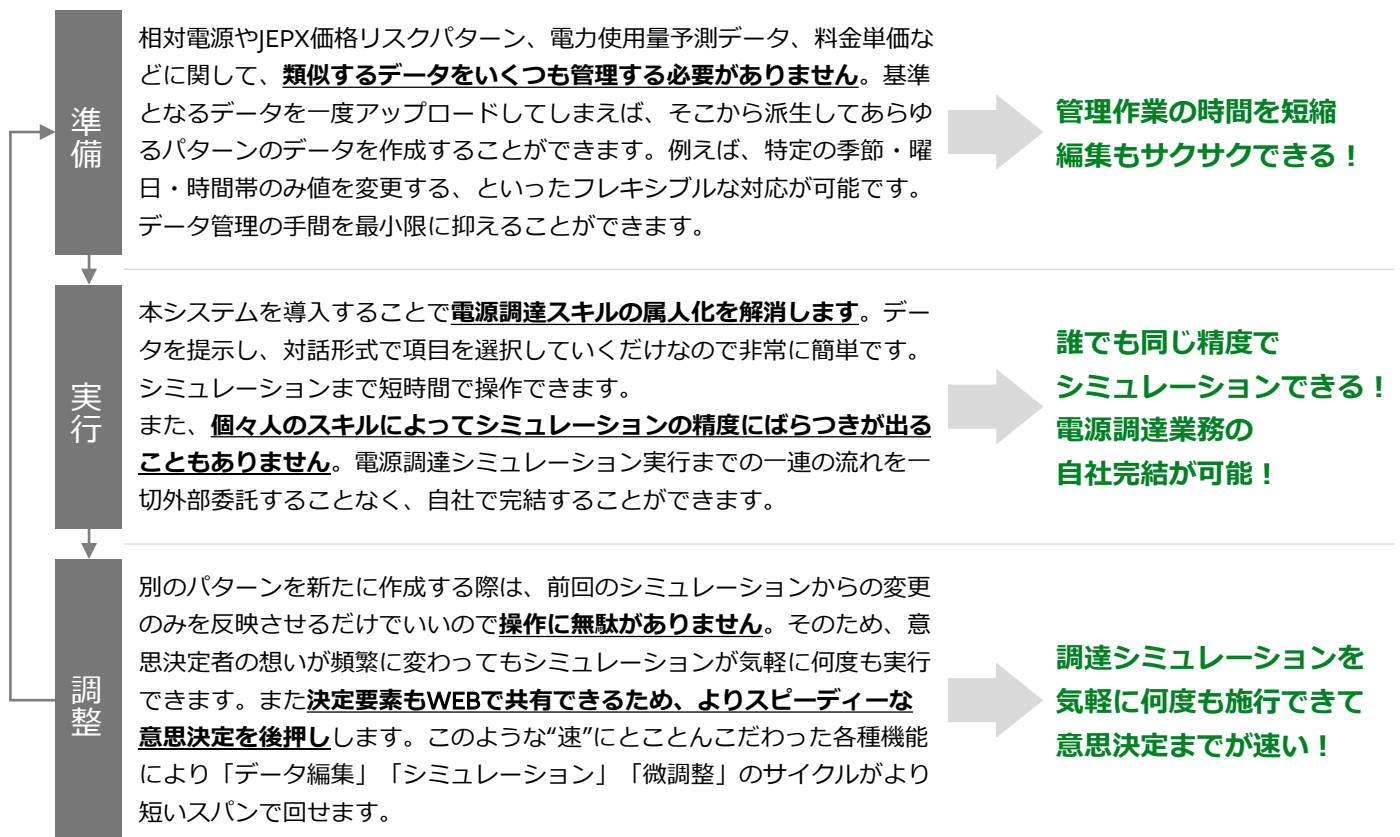 準備
相対電源やJEPX価格リスクパターン、電力使用量予測データ、料金単価な
どに関して、類似するデータをいくつも管理する必要がありません。基準
となるデータを一度アップロードしてしまえば、そこから派生してあらゆ
るパターンのデータを作成することができます。例えば、特定の季節・曜
日・時間帯のみ値を変更する、といったフレキシブルな対応が可能です。
データ管理の手間を最小限に抑えることができます。
管理作業の時間を短縮
編集もサクサクできる！
実行
本システムを導入することで電源調達スキルの属人化を解消します。デー
タを提示し、対話形式で項目を選択していくだけなので非常に簡単です。
シミュレーションまで短時間で操作できます。
また、個々人のスキルによってシミュレーションの精度にばらつきが出る
こともありません。電源調達シミュレーション実行までの一連の流れを一
切外部委託することなく、自社で完結することができます。
誰でも同じ精度で
シミュレーションできる！
電源調達業務の
自社完結が可能！
調整
別のパターンを新たに作成する際は、前回のシミュレーションからの変更
のみを反映させるだけでいいので操作に無駄がありません。そのため、意
思決定者の想いが頻繁に変わってもシミュレーションが気軽に何度も実行
できます。また決定要素もWEBで共有できるため、よりスピーディーな
意思決定を後押しします。このような“速”にとことんこだわった各種機能
により「データ編集」「シミュレーション」「微調整」のサイクルがより
短いスパンで回せます。
調達シミュレーションを
気軽に何度も施行できて
意思決定までが速い！